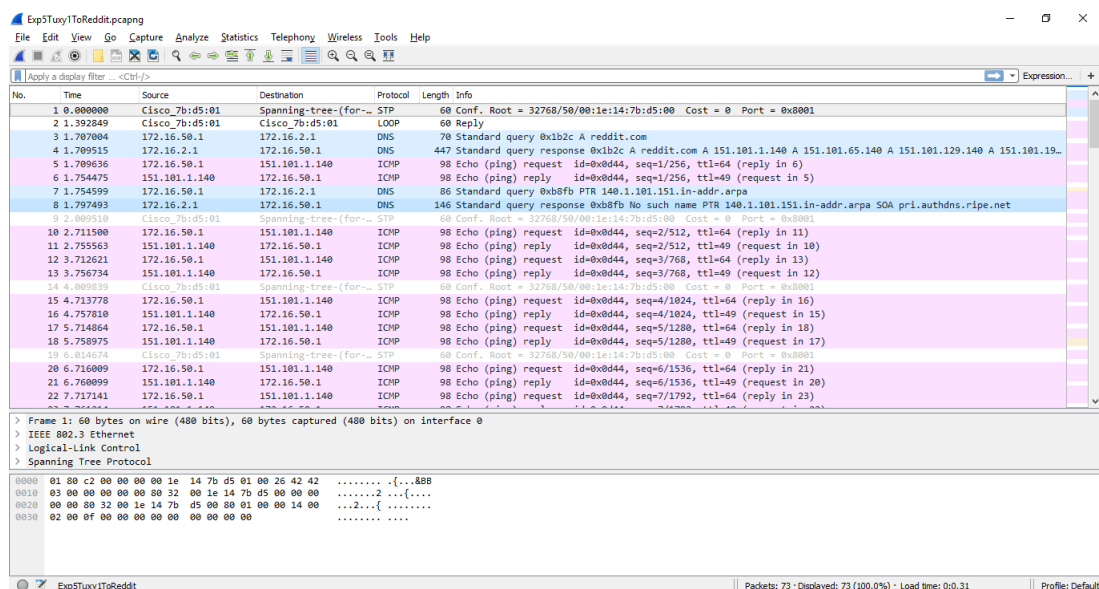 Exp5Tuxy1ToReddit.pcapng
File Edit View Go Capture Analyze Statistics Telephony Wireless Tools Help
Apply a display filter ... <Ctrl-/> Expression... +
No. Time Source Destination Protocol Length Info
1 0.000000 Cisco_7b:d5:01 Spanning-tree-(for-… STP 60 Conf. Root = 32768/50/00:1e:14:7b:d5:00 Cost = 0 Port = 0x8001
2 1.392849 Cisco_7b:d5:01 Cisco_7b:d5:01 LOOP 60 Reply
3 1.707004 172.16.50.1 172.16.2.1 DNS 70 Standard query 0x1b2c A reddit.com
4 1.709515 172.16.2.1 172.16.50.1 DNS 447 Standard query response 0x1b2c A reddit.com A 151.101.1.140 A 151.101.65.140 A 151.101.129.140 A 151.101.19…
5 1.709636 172.16.50.1 151.101.1.140 ICMP 98 Echo (ping) request id=0x0d44, seq=1/256, ttl=64 (reply in 6)
6 1.754475 151.101.1.140 172.16.50.1 ICMP 98 Echo (ping) reply id=0x0d44, seq=1/256, ttl=49 (request in 5)
7 1.754599 172.16.50.1 172.16.2.1 DNS 86 Standard query 0xb8fb PTR 140.1.101.151.in-addr.arpa
8 1.797493 172.16.2.1 172.16.50.1 DNS 146 Standard query response 0xb8fb No such name PTR 140.1.101.151.in-addr.arpa SOA pri.authdns.ripe.net
9 2.009510 Cisco_7b:d5:01 Spanning-tree-(for-… STP 60 Conf. Root = 32768/50/00:1e:14:7b:d5:00 Cost = 0 Port = 0x8001
10 2.711500 172.16.50.1 151.101.1.140 ICMP 98 Echo (ping) request id=0x0d44, seq=2/512, ttl=64 (reply in 11)
11 2.755563 151.101.1.140 172.16.50.1 ICMP 98 Echo (ping) reply id=0x0d44, seq=2/512, ttl=49 (request in 10)
12 3.712621 172.16.50.1 151.101.1.140 ICMP 98 Echo (ping) request id=0x0d44, seq=3/768, ttl=64 (reply in 13)
13 3.756734 151.101.1.140 172.16.50.1 ICMP 98 Echo (ping) reply id=0x0d44, seq=3/768, ttl=49 (request in 12)
14 4.009839 Cisco_7b:d5:01 Spanning-tree-(for-… STP 60 Conf. Root = 32768/50/00:1e:14:7b:d5:00 Cost = 0 Port = 0x8001
15 4.713778 172.16.50.1 151.101.1.140 ICMP 98 Echo (ping) request id=0x0d44, seq=4/1024, ttl=64 (reply in 16)
16 4.757810 151.101.1.140 172.16.50.1 ICMP 98 Echo (ping) reply id=0x0d44, seq=4/1024, ttl=49 (request in 15)
17 5.714864 172.16.50.1 151.101.1.140 ICMP 98 Echo (ping) request id=0x0d44, seq=5/1280, ttl=64 (reply in 18)
18 5.758975 151.101.1.140 172.16.50.1 ICMP 98 Echo (ping) reply id=0x0d44, seq=5/1280, ttl=49 (request in 17)
19 6.014674 Cisco_7b:d5:01 Spanning-tree-(for-… STP 60 Conf. Root = 32768/50/00:1e:14:7b:d5:00 Cost = 0 Port = 0x8001
20 6.716009 172.16.50.1 151.101.1.140 ICMP 98 Echo (ping) request id=0x0d44, seq=6/1536, ttl=64 (reply in 21)
21 6.760099 151.101.1.140 172.16.50.1 ICMP 98 Echo (ping) reply id=0x0d44, seq=6/1536, ttl=49 (request in 20)
22 7.717141 172.16.50.1 151.101.1.140 ICMP 98 Echo (ping) request id=0x0d44, seq=7/1792, ttl=64 (reply in 23)
> Frame 1: 60 bytes on wire (480 bits), 60 bytes captured (480 bits) on interface 0
> IEEE 802.3 Ethernet
> Logical-Link Control
> Spanning Tree Protocol
0000 01 80 c2 00 00 00 00 1e 14 7b d5 01 00 26 42 42 ........ .{...&BB
0010 03 00 00 00 00 00 80 32 00 1e 14 7b d5 00 00 00 .......2 ...{....
0020 00 00 80 32 00 1e 14 7b d5 00 80 01 00 00 14 00 ...2...{ ........
0030 02 00 0f 00 00 00 00 00 00 00 00 00 ........ ....
Exp5Tuxy1ToReddit Packets: 73 · Displayed: 73 (100.0%) · Load time: 0:0.31 Profile: Default